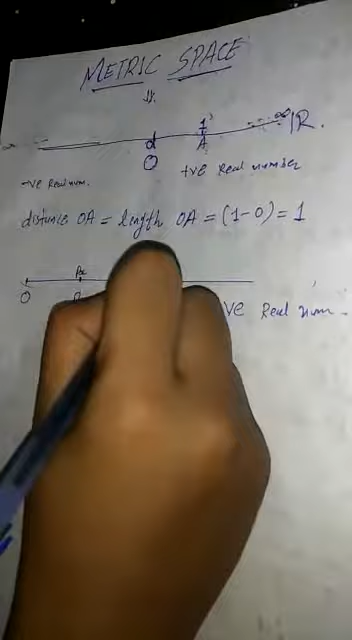 METRIC SPACE
1
∞ IR.
A
O
-ve Real num.
+ve Real number
distance OA = length OA = (1-0) = 1
O
ve Real num.